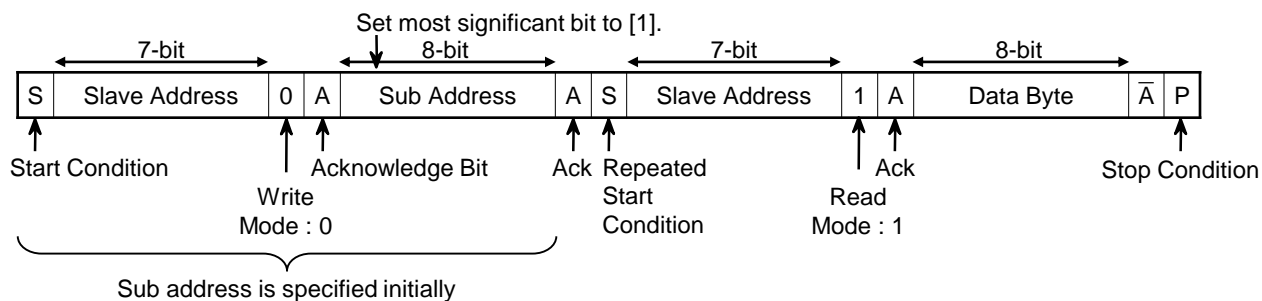 Set most significant bit to [1].
7-bit 8-bit 7-bit 8-bit
S Slave Address 0 A Sub Address A S Slave Address 1 A Data Byte A̅ P
Start Condition Acknowledge Bit Ack Repeated Start Condition Ack Stop Condition
Write
Mode : 0
Read
Mode : 1
Sub address is specified initially